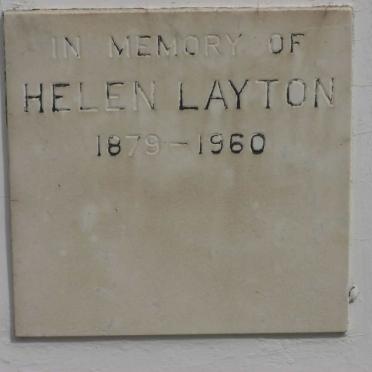 IN MEMORY OF
HELEN LAYTON
1879-1960